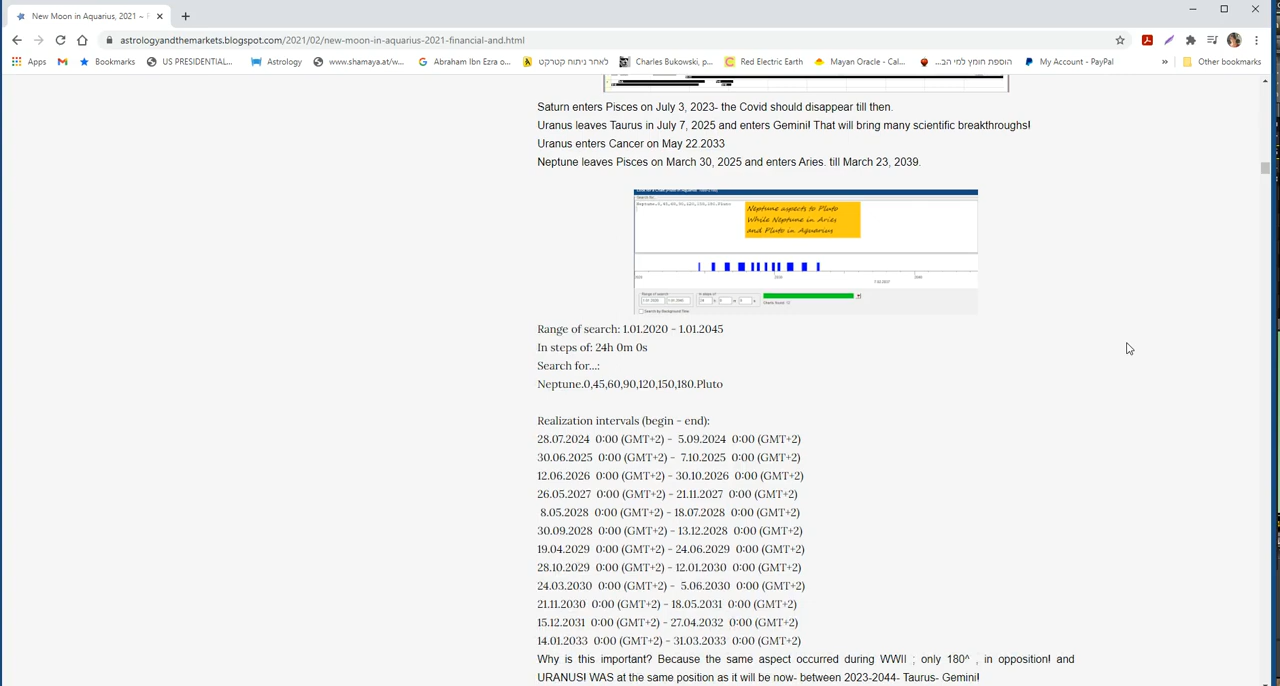 New Moon in Aquarius, 2021 ~
astrologyandthemarkets.blogspot.com/2021/02/new-moon-in-aquarius-2021-financial-and.html
Apps Bookmarks US PRESIDENTIAL... Astrology www.shamaya.at/w... Abraham Ibn Ezra o... לאחר ניתוח קטרקט Charles Bukowski, p... Red Electric Earth Mayan Oracle - Cal... הוספת חומץ למי הב... My Account - PayPal » Other bookmarks
Saturn enters Pisces on July 3, 2023- the Covid should disappear till then.
Uranus leaves Taurus in July 7, 2025 and enters Gemini! That will bring many scientific breakthroughs!
Uranus enters Cancer on May 22.2033
Neptune leaves Pisces on March 30, 2025 and enters Aries. till March 23, 2039.
Neptune.0,45,60,90,120,150,180.Pluto
Neptune aspects to Pluto
While Neptune in Aries
and Pluto in Aquarius
Range of search: 1.01.2020 - 1.01.2045
In steps of: 24h 0m 0s
Search for...:
Neptune.0,45,60,90,120,150,180.Pluto
Realization intervals (begin - end):
28.07.2024 0:00 (GMT+2) - 5.09.2024 0:00 (GMT+2)
30.06.2025 0:00 (GMT+2) - 7.10.2025 0:00 (GMT+2)
12.06.2026 0:00 (GMT+2) - 30.10.2026 0:00 (GMT+2)
26.05.2027 0:00 (GMT+2) - 21.11.2027 0:00 (GMT+2)
8.05.2028 0:00 (GMT+2) - 18.07.2028 0:00 (GMT+2)
30.09.2028 0:00 (GMT+2) - 13.12.2028 0:00 (GMT+2)
19.04.2029 0:00 (GMT+2) - 24.06.2029 0:00 (GMT+2)
28.10.2029 0:00 (GMT+2) - 12.01.2030 0:00 (GMT+2)
24.03.2030 0:00 (GMT+2) - 5.06.2030 0:00 (GMT+2)
21.11.2030 0:00 (GMT+2) - 18.05.2031 0:00 (GMT+2)
15.12.2031 0:00 (GMT+2) - 27.04.2032 0:00 (GMT+2)
14.01.2033 0:00 (GMT+2) - 31.03.2033 0:00 (GMT+2)
Why is this important? Because the same aspect occurred during WWII ; only 180^ , in opposition! and
URANUS! WAS at the same position as it will be now- between 2023-2044- Taurus- Gemini!